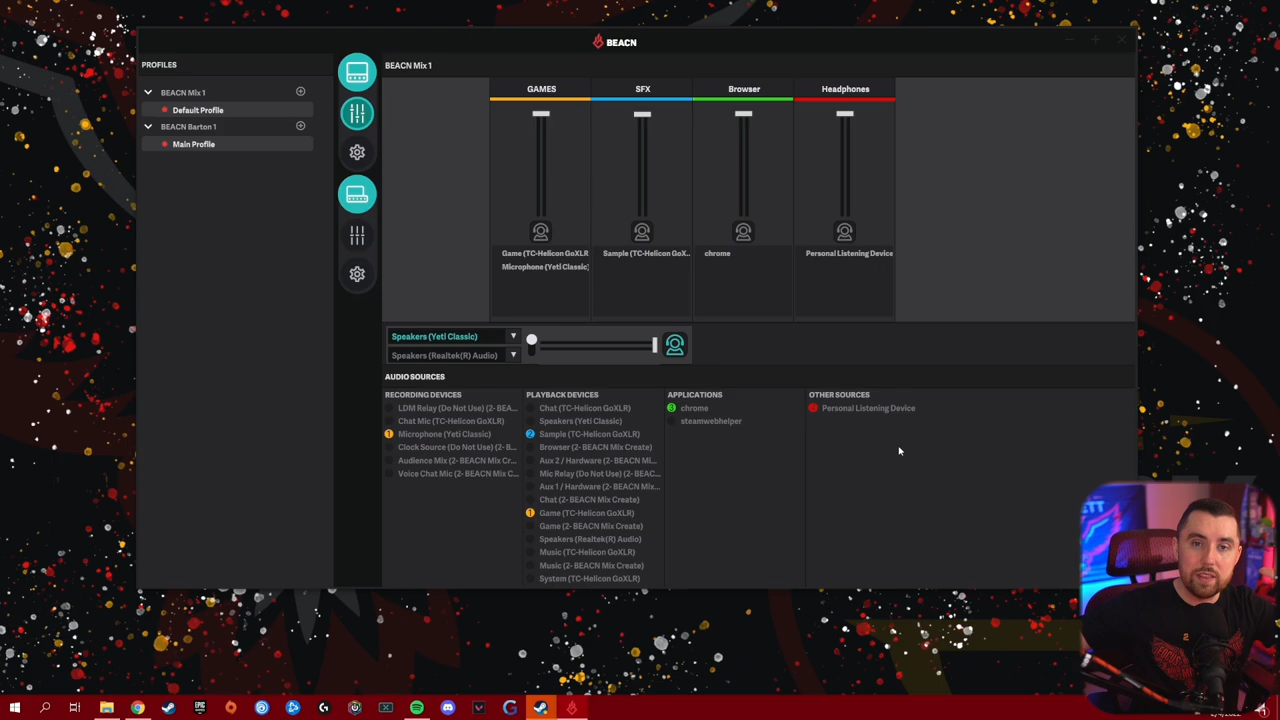 BEACN
PROFILES
BEACN Mix 1
Default Profile
BEACN Barton 1
Main Profile
BEACN Mix 1
GAMES
SFX
Browser
Headphones
Game (TC-Helicon GoXLR
Microphone (Yeti Classic)
Sample (TC-Helicon GoX...
chrome
Personal Listening Device
Speakers (Yeti Classic)
Speakers (Realtek(R) Audio)
AUDIO SOURCES
RECORDING DEVICES
LDM Relay (Do Not Use) (2- BEA...
Chat Mic (TC-Helicon GoXLR)
1 Microphone (Yeti Classic)
Clock Source (Do Not Use) (2- B...
Audience Mix (2- BEACN Mix Cr...
Voice Chat Mic (2- BEACN Mix C...
PLAYBACK DEVICES
Chat (TC-Helicon GoXLR)
Speakers (Yeti Classic)
2 Sample (TC-Helicon GoXLR)
Browser (2- BEACN Mix Create)
Aux 2 / Hardware (2- BEACN Mi...
Mic Relay (Do Not Use) (2- BEAC...
Aux 1 / Hardware (2- BEACN Mix...
Chat (2- BEACN Mix Create)
1 Game (TC-Helicon GoXLR)
Game (2- BEACN Mix Create)
Speakers (Realtek(R) Audio)
Music (TC-Helicon GoXLR)
Music (2- BEACN Mix Create)
System (TC-Helicon GoXLR)
APPLICATIONS
3 chrome
steamwebhelper
OTHER SOURCES
Personal Listening Device
EPIC